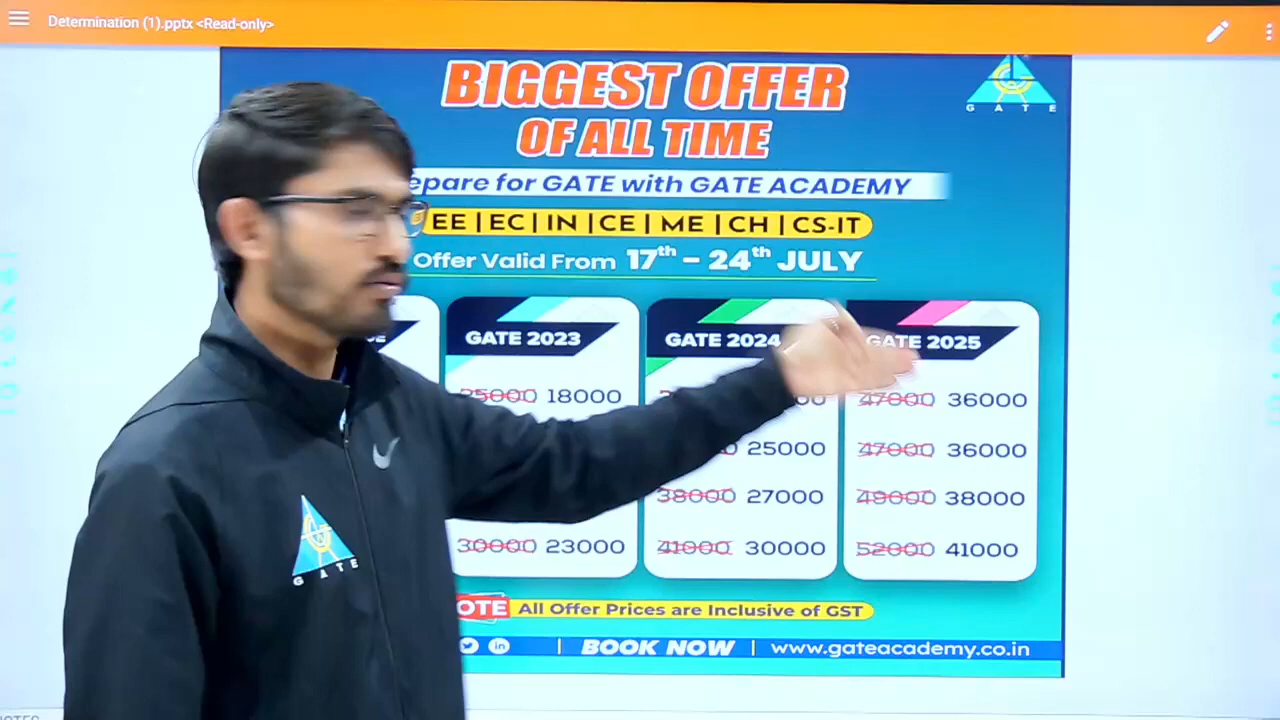 Determination (1).pptx <Read-only>
BIGGEST OFFER
OF ALL TIME
GATE
epare for GATE with GATE ACADEMY
EE | EC | IN | CE | ME | CH | CS-IT
Offer Valid From 17th – 24th JULY
GATE 2023
GATE 2024
GATE 2025
35000 18000
47000 36000
25000
47000 36000
38000 27000
49000 38000
30000 23000
41000 30000
52000 41000
GATE
OTE All Offer Prices are Inclusive of GST
in | BOOK NOW | www.gateacademy.co.in